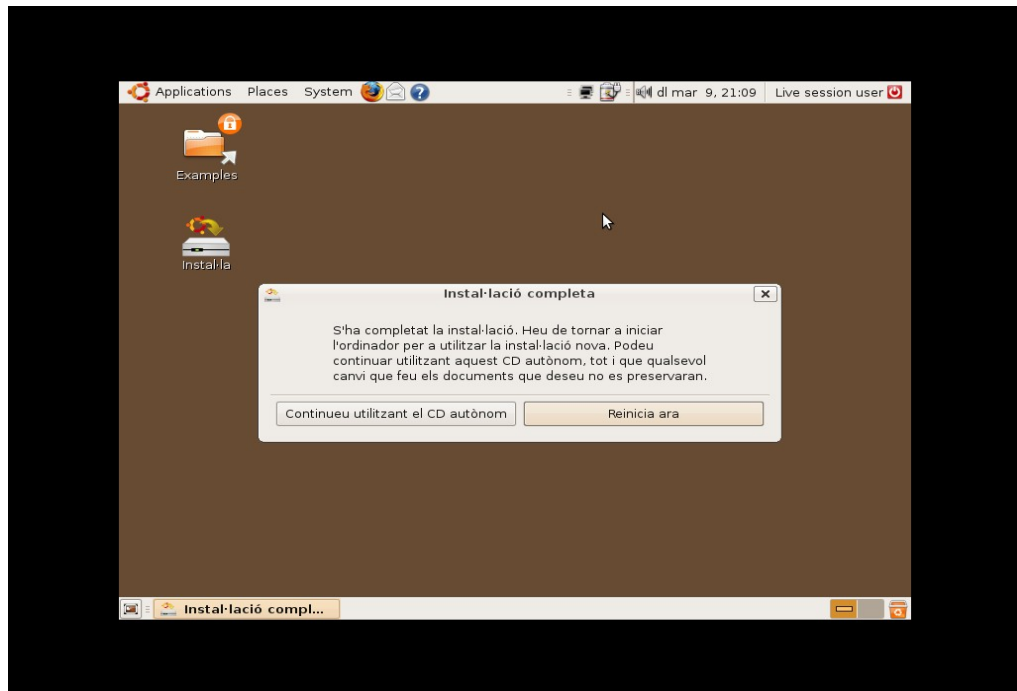 Applications Places System dl mar 9, 21:09 Live session user
Examples
Instal·la
Instal·lació completa
S'ha completat la instal·lació. Heu de tornar a iniciar
l'ordinador per a utilitzar la instal·lació nova. Podeu
continuar utilitzant aquest CD autònom, tot i que qualsevol
canvi que feu els documents que deseu no es preservaran.
Continueu utilitzant el CD autònom Reinicia ara
Instal·lació compl...